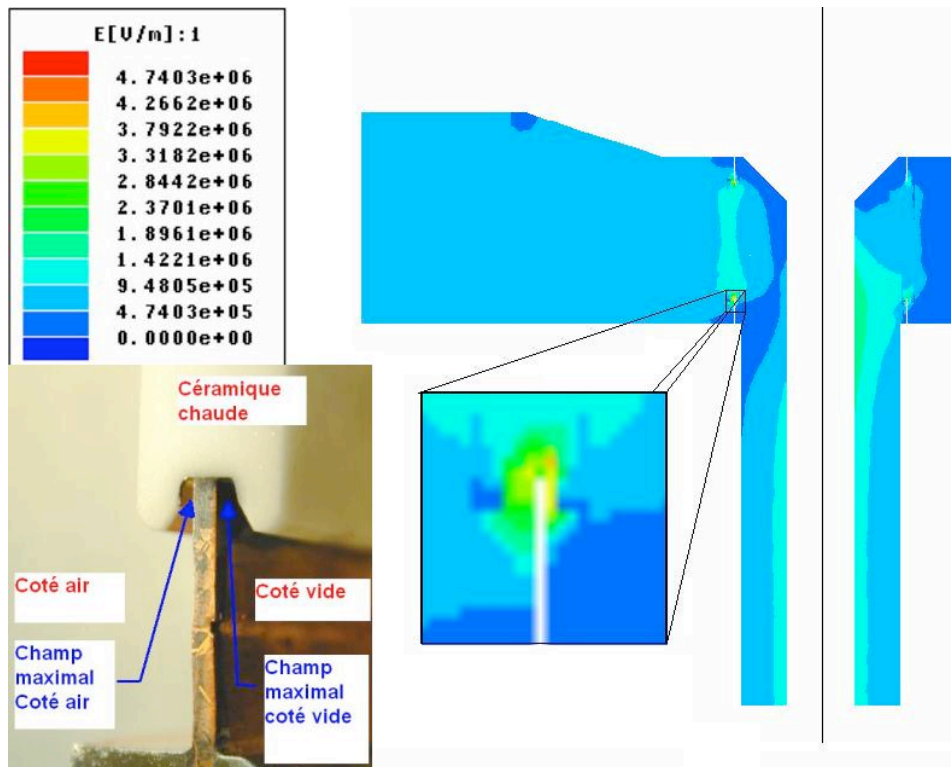 E[V/m]:1
4.7403e+06
4.2662e+06
3.7922e+06
3.3182e+06
2.8442e+06
2.3701e+06
1.8961e+06
1.4221e+06
9.4805e+05
4.7403e+05
0.0000e+00
Céramique
chaude
Coté air
Coté vide
Champ
maximal
Coté air
Champ
maximal
coté vide